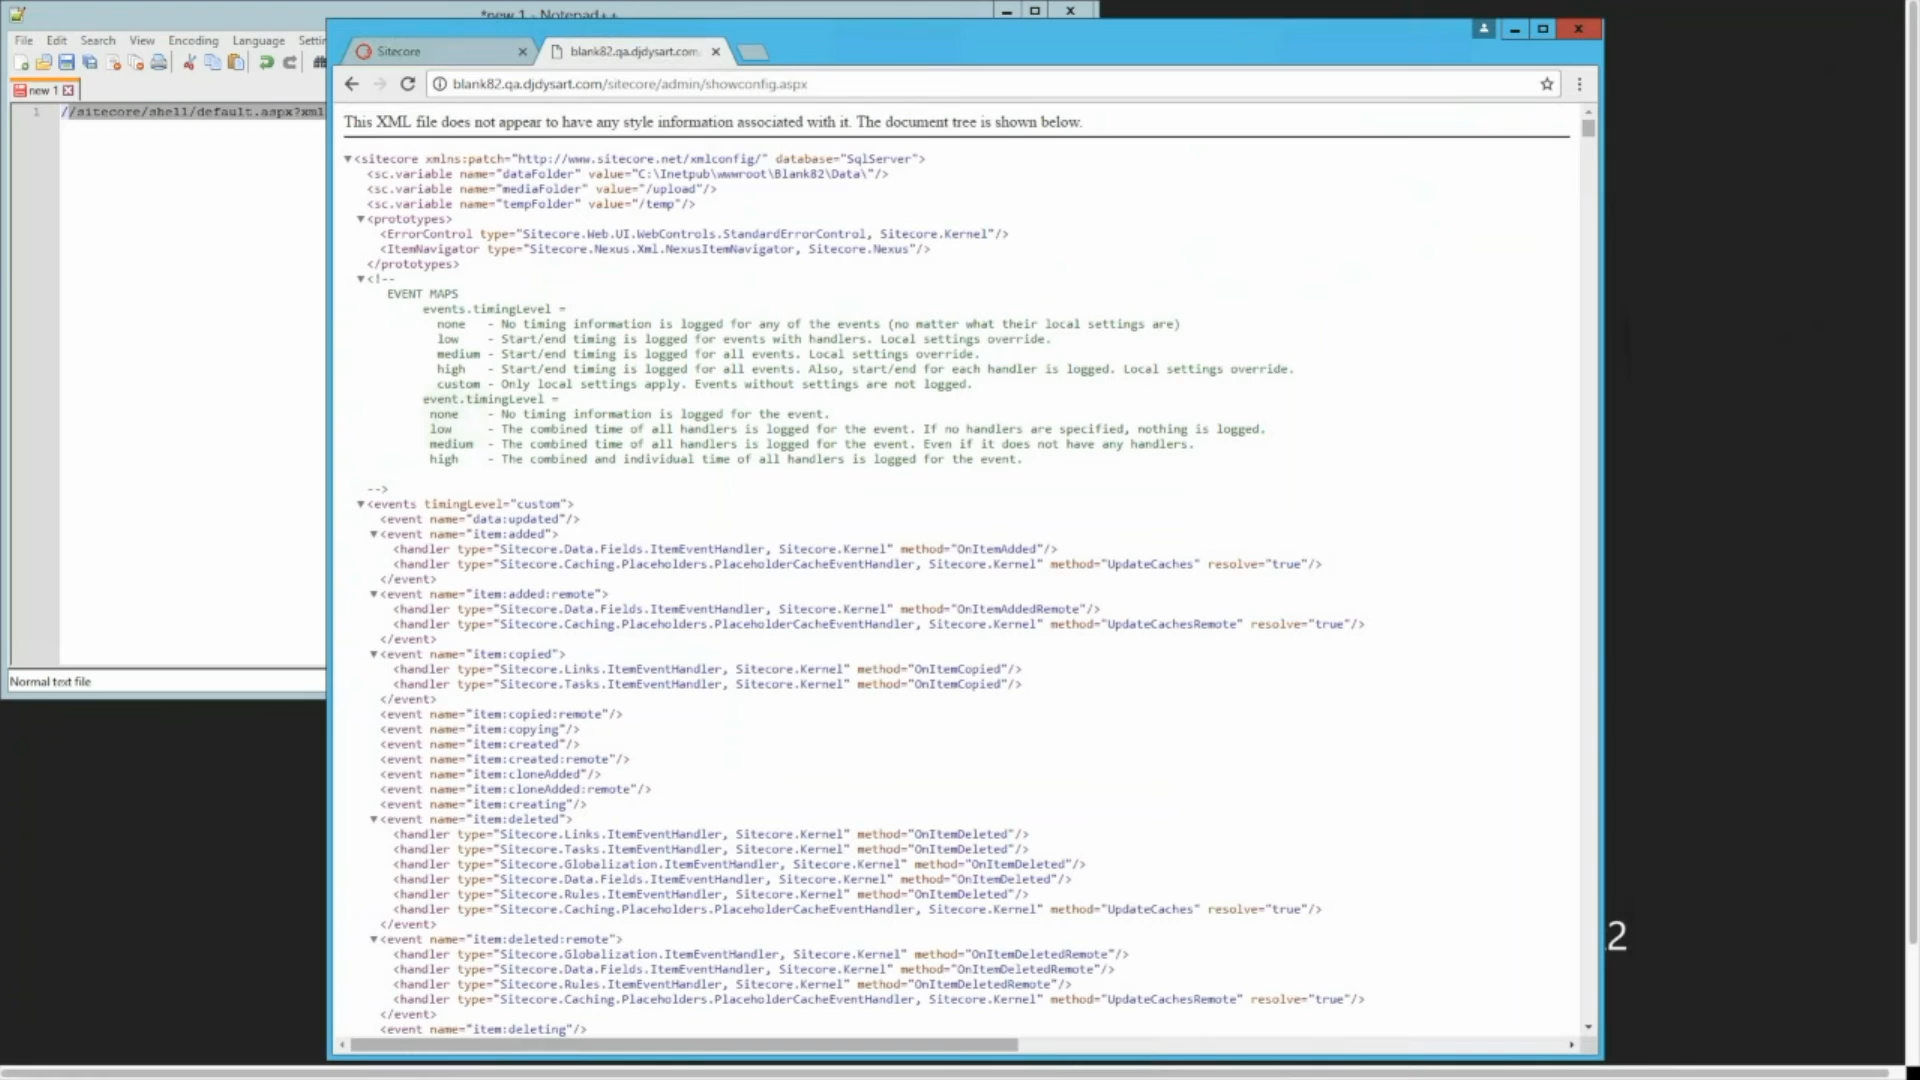 *new 1 - Notepad++
File Edit Search View Encoding Language
new 1
1 //sitecore/shell/default.aspx?xml
Normal text file
Sitecore
blank82.qa.djdysart.com
blank82.qa.djdysart.com/sitecore/admin/showconfig.aspx
This XML file does not appear to have any style information associated with it. The document tree is shown below.
▼<sitecore xmlns:patch="http://www.sitecore.net/xmlconfig/" database="SqlServer">
<sc.variable name="dataFolder" value="C:\Inetpub\wwwroot\Blank82\Data\"/>
<sc.variable name="mediaFolder" value="/upload"/>
<sc.variable name="tempFolder" value="/temp"/>
▼<prototypes>
<ErrorControl type="Sitecore.Web.UI.WebControls.StandardErrorControl, Sitecore.Kernel"/>
<ItemNavigator type="Sitecore.Nexus.Xml.NexusItemNavigator, Sitecore.Nexus"/>
</prototypes>
▼<!--
EVENT MAPS
events.timingLevel =
none - No timing information is logged for any of the events (no matter what their local settings are)
low - Start/end timing is logged for events with handlers. Local settings override.
medium - Start/end timing is logged for all events. Local settings override.
high - Start/end timing is logged for all events. Also, start/end for each handler is logged. Local settings override.
custom - Only local settings apply. Events without settings are not logged.
event.timingLevel =
none - No timing information is logged for the event.
low - The combined time of all handlers is logged for the event. If no handlers are specified, nothing is logged.
medium - The combined time of all handlers is logged for the event. Even if it does not have any handlers.
high - The combined and individual time of all handlers is logged for the event.
-->
▼<events timingLevel="custom">
<event name="data:updated"/>
▼<event name="item:added">
<handler type="Sitecore.Data.Fields.ItemEventHandler, Sitecore.Kernel" method="OnItemAdded"/>
<handler type="Sitecore.Caching.Placeholders.PlaceholderCacheEventHandler, Sitecore.Kernel" method="UpdateCaches" resolve="true"/>
</event>
▼<event name="item:added:remote">
<handler type="Sitecore.Data.Fields.ItemEventHandler, Sitecore.Kernel" method="OnItemAddedRemote"/>
<handler type="Sitecore.Caching.Placeholders.PlaceholderCacheEventHandler, Sitecore.Kernel" method="UpdateCachesRemote" resolve="true"/>
</event>
▼<event name="item:copied">
<handler type="Sitecore.Links.ItemEventHandler, Sitecore.Kernel" method="OnItemCopied"/>
<handler type="Sitecore.Tasks.ItemEventHandler, Sitecore.Kernel" method="OnItemCopied"/>
</event>
<event name="item:copied:remote"/>
<event name="item:copying"/>
<event name="item:created"/>
<event name="item:created:remote"/>
<event name="item:cloneAdded"/>
<event name="item:cloneAdded:remote"/>
<event name="item:creating"/>
▼<event name="item:deleted">
<handler type="Sitecore.Links.ItemEventHandler, Sitecore.Kernel" method="OnItemDeleted"/>
<handler type="Sitecore.Tasks.ItemEventHandler, Sitecore.Kernel" method="OnItemDeleted"/>
<handler type="Sitecore.Globalization.ItemEventHandler, Sitecore.Kernel" method="OnItemDeleted"/>
<handler type="Sitecore.Data.Fields.ItemEventHandler, Sitecore.Kernel" method="OnItemDeleted"/>
<handler type="Sitecore.Rules.ItemEventHandler, Sitecore.Kernel" method="OnItemDeleted"/>
<handler type="Sitecore.Caching.Placeholders.PlaceholderCacheEventHandler, Sitecore.Kernel" method="UpdateCaches" resolve="true"/>
</event>
▼<event name="item:deleted:remote">
<handler type="Sitecore.Globalization.ItemEventHandler, Sitecore.Kernel" method="OnItemDeletedRemote"/>
<handler type="Sitecore.Data.Fields.ItemEventHandler, Sitecore.Kernel" method="OnItemDeletedRemote"/>
<handler type="Sitecore.Rules.ItemEventHandler, Sitecore.Kernel" method="OnItemDeletedRemote"/>
<handler type="Sitecore.Caching.Placeholders.PlaceholderCacheEventHandler, Sitecore.Kernel" method="UpdateCachesRemote" resolve="true"/>
</event>
<event name="item:deleting"/>
2